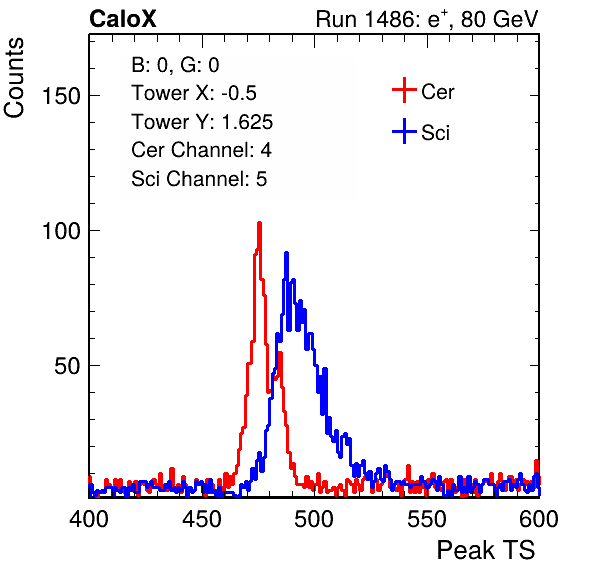 CaloX Run 1486: e⁺, 80 GeV
Counts
B: 0, G: 0
Tower X: -0.5
Tower Y: 1.625
Cer Channel: 4
Sci Channel: 5
Cer
Sci
150
100
50
400 450 500 550 600
Peak TS